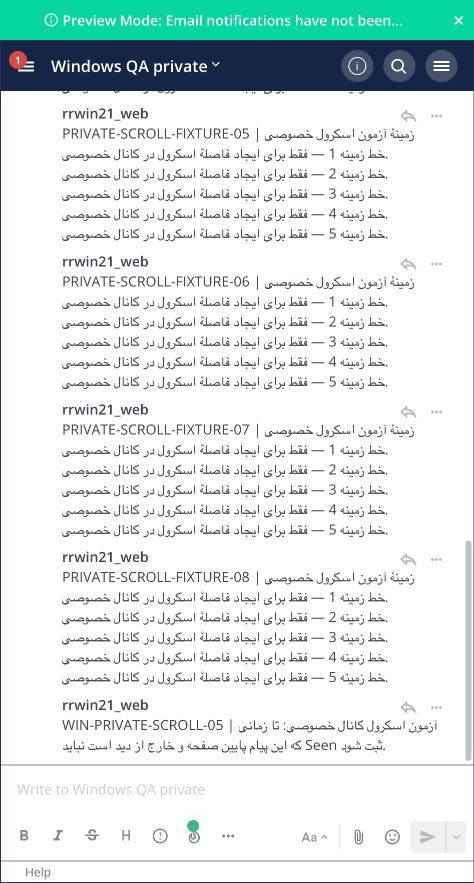 Preview Mode: Email notifications have not been...
1
Windows QA private
rrwin21_web
PRIVATE-SCROLL-FIXTURE-05 | زمینهٔ آزمون اسکرول خصوصی
خط زمینه 1 — فقط برای ایجاد فاصلهٔ اسکرول در کانال خصوصی.
خط زمینه 2 — فقط برای ایجاد فاصلهٔ اسکرول در کانال خصوصی.
خط زمینه 3 — فقط برای ایجاد فاصلهٔ اسکرول در کانال خصوصی.
خط زمینه 4 — فقط برای ایجاد فاصلهٔ اسکرول در کانال خصوصی.
خط زمینه 5 — فقط برای ایجاد فاصلهٔ اسکرول در کانال خصوصی.
rrwin21_web
PRIVATE-SCROLL-FIXTURE-06 | زمینهٔ آزمون اسکرول خصوصی
خط زمینه 1 — فقط برای ایجاد فاصلهٔ اسکرول در کانال خصوصی.
خط زمینه 2 — فقط برای ایجاد فاصلهٔ اسکرول در کانال خصوصی.
خط زمینه 3 — فقط برای ایجاد فاصلهٔ اسکرول در کانال خصوصی.
خط زمینه 4 — فقط برای ایجاد فاصلهٔ اسکرول در کانال خصوصی.
خط زمینه 5 — فقط برای ایجاد فاصلهٔ اسکرول در کانال خصوصی.
rrwin21_web
PRIVATE-SCROLL-FIXTURE-07 | زمینهٔ آزمون اسکرول خصوصی
خط زمینه 1 — فقط برای ایجاد فاصلهٔ اسکرول در کانال خصوصی.
خط زمینه 2 — فقط برای ایجاد فاصلهٔ اسکرول در کانال خصوصی.
خط زمینه 3 — فقط برای ایجاد فاصلهٔ اسکرول در کانال خصوصی.
خط زمینه 4 — فقط برای ایجاد فاصلهٔ اسکرول در کانال خصوصی.
خط زمینه 5 — فقط برای ایجاد فاصلهٔ اسکرول در کانال خصوصی.
rrwin21_web
PRIVATE-SCROLL-FIXTURE-08 | زمینهٔ آزمون اسکرول خصوصی
خط زمینه 1 — فقط برای ایجاد فاصلهٔ اسکرول در کانال خصوصی.
خط زمینه 2 — فقط برای ایجاد فاصلهٔ اسکرول در کانال خصوصی.
خط زمینه 3 — فقط برای ایجاد فاصلهٔ اسکرول در کانال خصوصی.
خط زمینه 4 — فقط برای ایجاد فاصلهٔ اسکرول در کانال خصوصی.
خط زمینه 5 — فقط برای ایجاد فاصلهٔ اسکرول در کانال خصوصی.
rrwin21_web
WIN-PRIVATE-SCROLL-05 | آزمون اسکرول کانال خصوصی: تا زمانی
که این پیام پایین صفحه و خارج از دید است نباید Seen ثبت شود.
Write to Windows QA private
B I S H Aa
Help